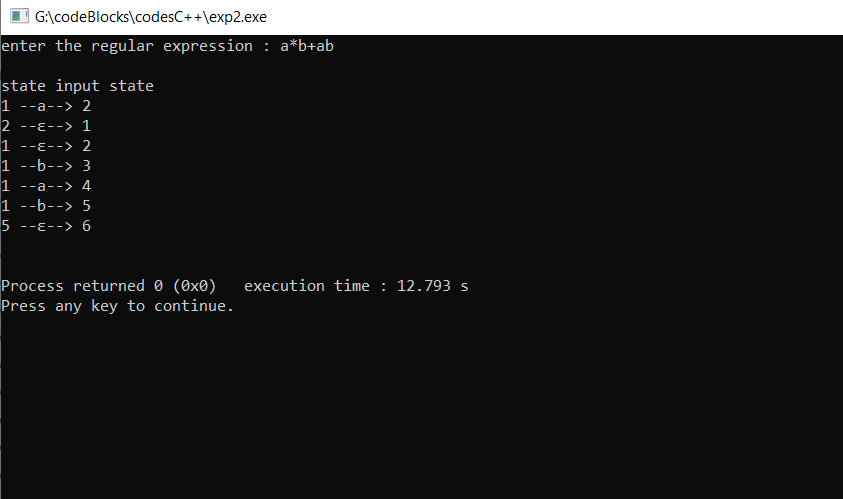 G:\codeBlocks\codesC++\exp2.exe
enter the regular expression : a*b+ab
state input state
1 --a--> 2
2 --ε--> 1
1 --ε--> 2
1 --b--> 3
1 --a--> 4
1 --b--> 5
5 --ε--> 6
Process returned 0 (0x0)   execution time : 12.793 s
Press any key to continue.